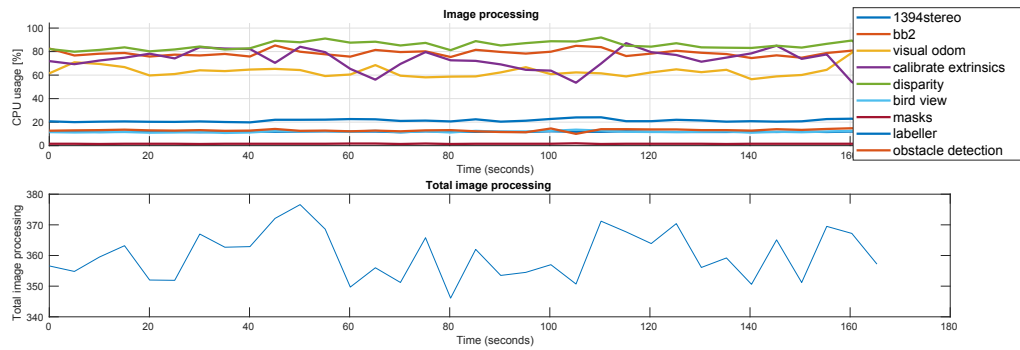 Image processing
CPU usage [%]
100
80
60
40
20
0
0 20 40 60 80 100 120 140 160
Time (seconds)
1394stereo
bb2
visual odom
calibrate extrinsics
disparity
bird view
masks
labeller
obstacle detection
Total image processing
Total image processing
380
370
360
350
340
0 20 40 60 80 100 120 140 160 180
Time (seconds)